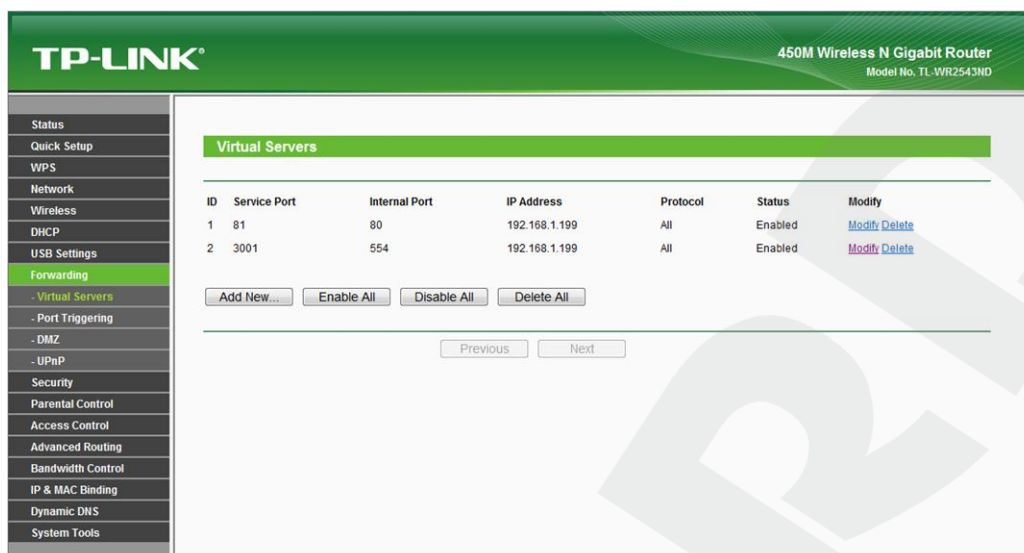 TP-LINK®
450M Wireless N Gigabit Router
Model No. TL-WR2543ND
Status
Quick Setup
WPS
Network
Wireless
DHCP
USB Settings
Forwarding
- Virtual Servers
- Port Triggering
- DMZ
- UPnP
Security
Parental Control
Access Control
Advanced Routing
Bandwidth Control
IP & MAC Binding
Dynamic DNS
System Tools
Virtual Servers
ID Service Port Internal Port IP Address Protocol Status Modify
1 81 80 192.168.1.199 All Enabled Modify Delete
2 3001 554 192.168.1.199 All Enabled Modify Delete
Add New... Enable All Disable All Delete All
Previous Next